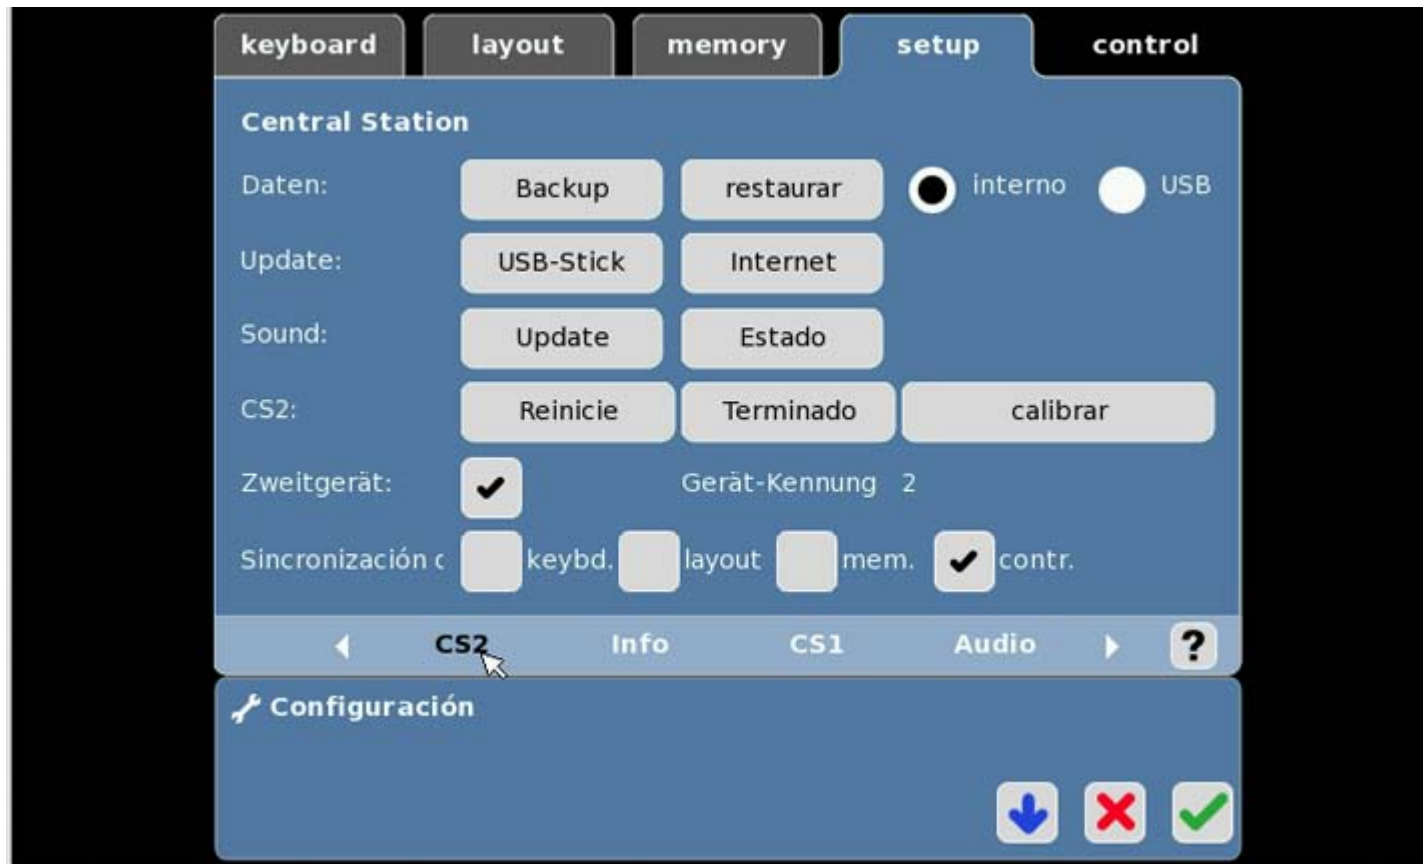 keyboard layout memory setup control
Central Station
Daten: Backup restaurar interno USB
Update: USB-Stick Internet
Sound: Update Estado
CS2: Reinicie Terminado calibrar
Zweitgerät: Gerät-Kennung 2
Sincronización c keybd. layout mem. contr.
CS2 Info CS1 Audio ?
Configuración